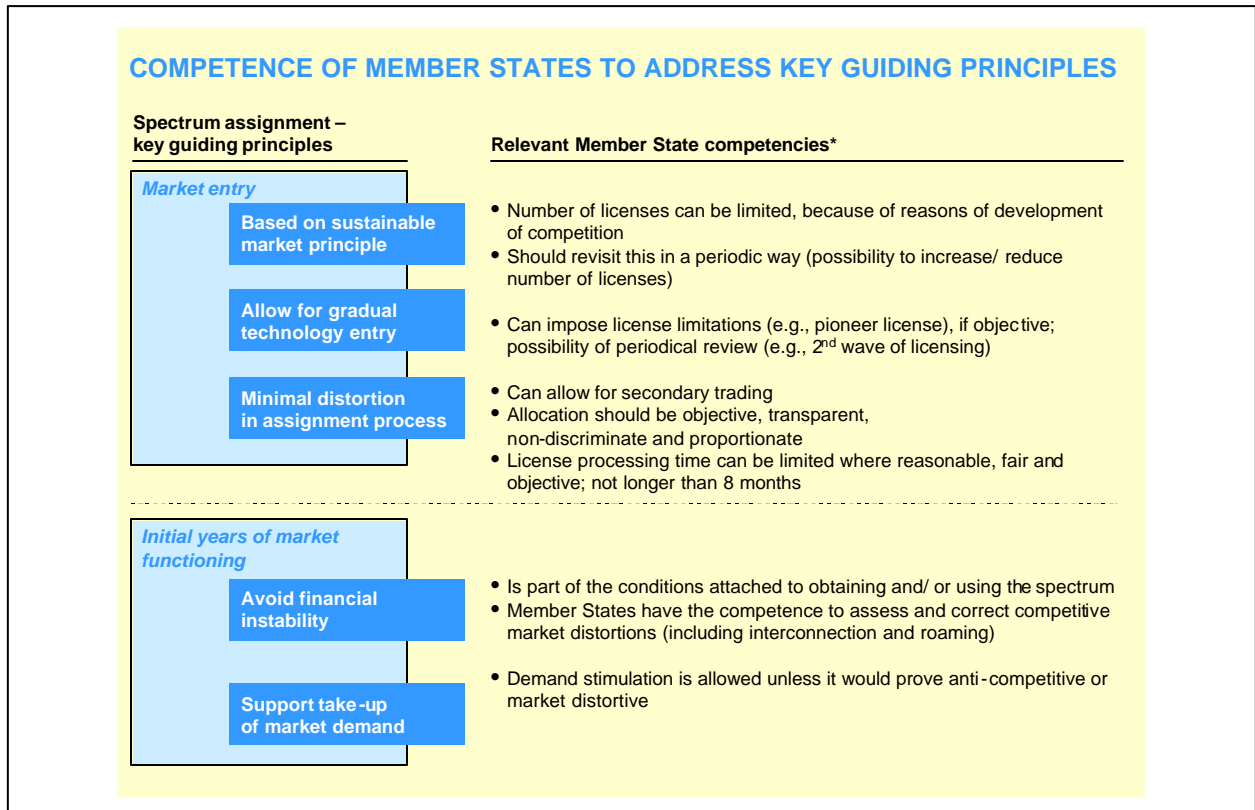 COMPETENCE OF MEMBER STATES TO ADDRESS KEY GUIDING PRINCIPLES
Spectrum assignment –
key guiding principles
Relevant Member State competencies*
Market entry
Based on sustainable
market principle
• Number of licenses can be limited, because of reasons of development
of competition
• Should revisit this in a periodic way (possibility to increase/ reduce
number of licenses)
Allow for gradual
technology entry
• Can impose license limitations (e.g., pioneer license), if objective;
possibility of periodical review (e.g., 2nd wave of licensing)
Minimal distortion
in assignment process
• Can allow for secondary trading
• Allocation should be objective, transparent,
non-discriminate and proportionate
• License processing time can be limited where reasonable, fair and
objective; not longer than 8 months
Initial years of market
functioning
Avoid financial
instability
• Is part of the conditions attached to obtaining and/ or using the spectrum
• Member States have the competence to assess and correct competitive
market distortions (including interconnection and roaming)
Support take-up
of market demand
• Demand stimulation is allowed unless it would prove anti-competitive or
market distortive